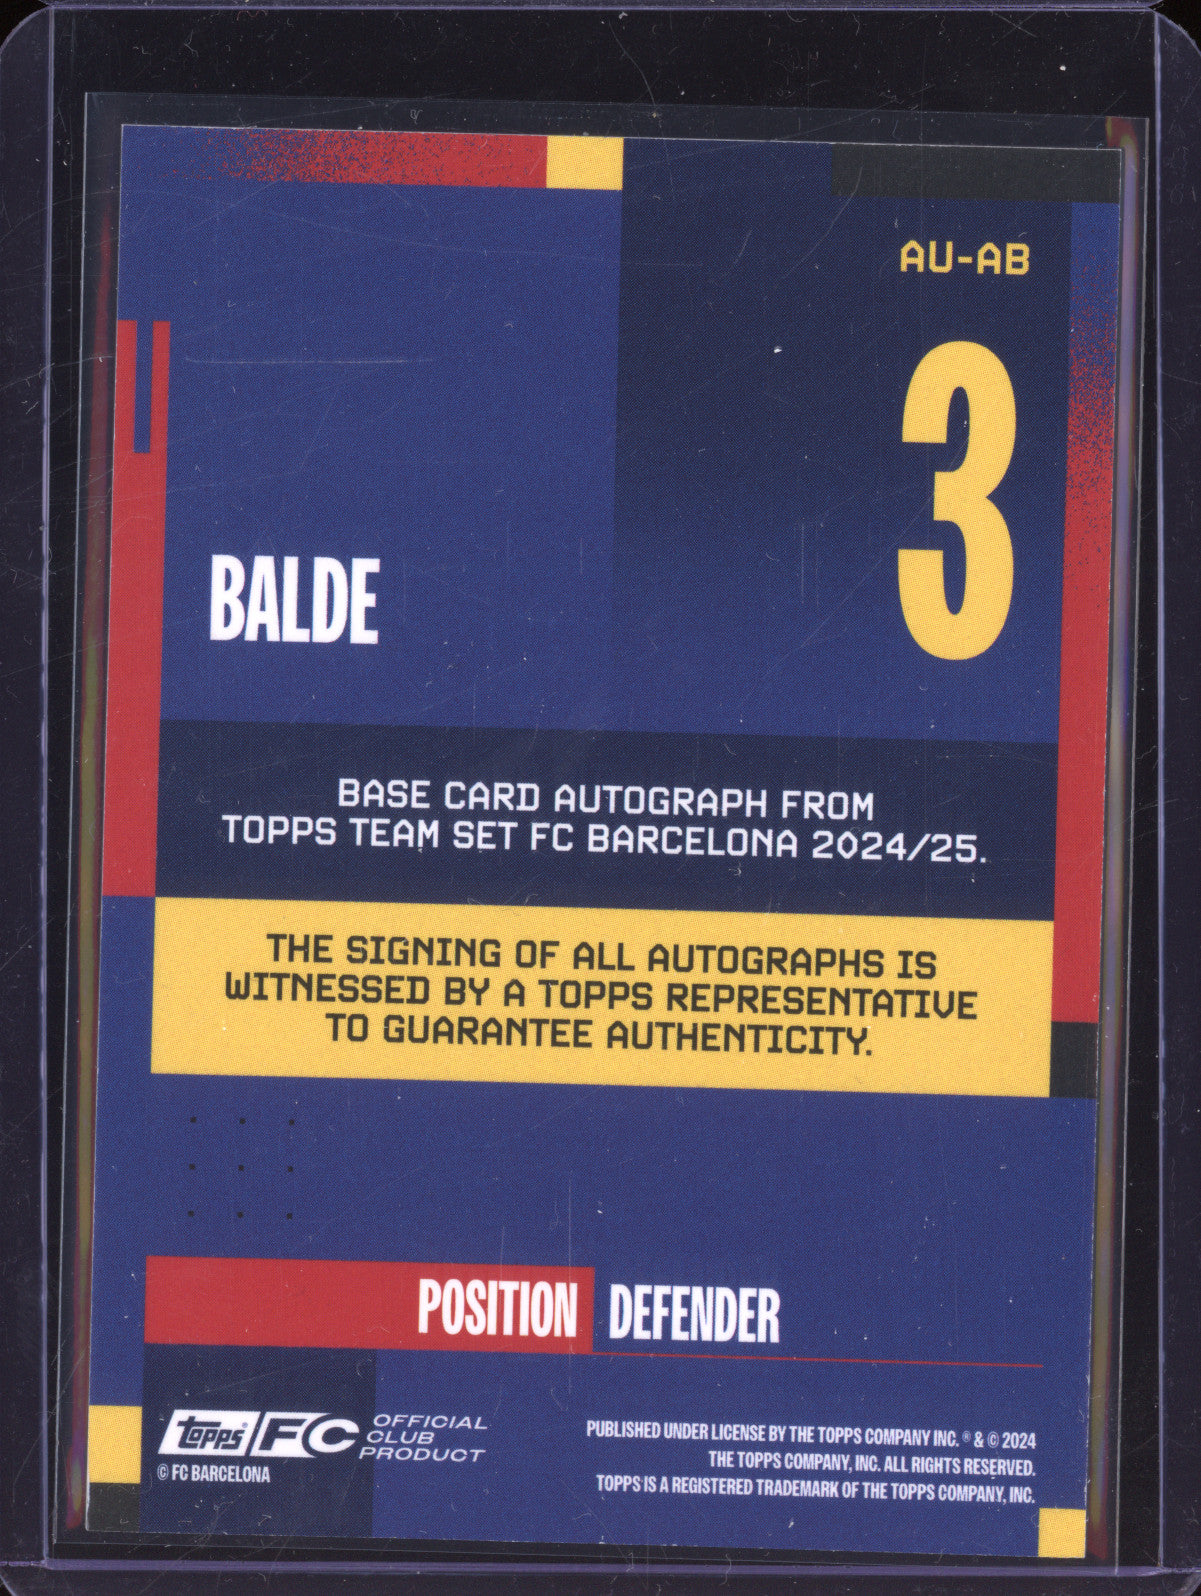 AU-AB
3
BALDE
BASE CARD AUTOGRAPH FROM
TOPPS TEAM SET FC BARCELONA 2024/25.
THE SIGNING OF ALL AUTOGRAPHS IS
WITNESSED BY A TOPPS REPRESENTATIVE
TO GUARANTEE AUTHENTICITY.
POSITION DEFENDER
topps® FC OFFICIAL
CLUB
PRODUCT
© FC BARCELONA
PUBLISHED UNDER LICENSE BY THE TOPPS COMPANY INC. ® & © 2024
THE TOPPS COMPANY, INC. ALL RIGHTS RESERVED.
TOPPS IS A REGISTERED TRADEMARK OF THE TOPPS COMPANY, INC.